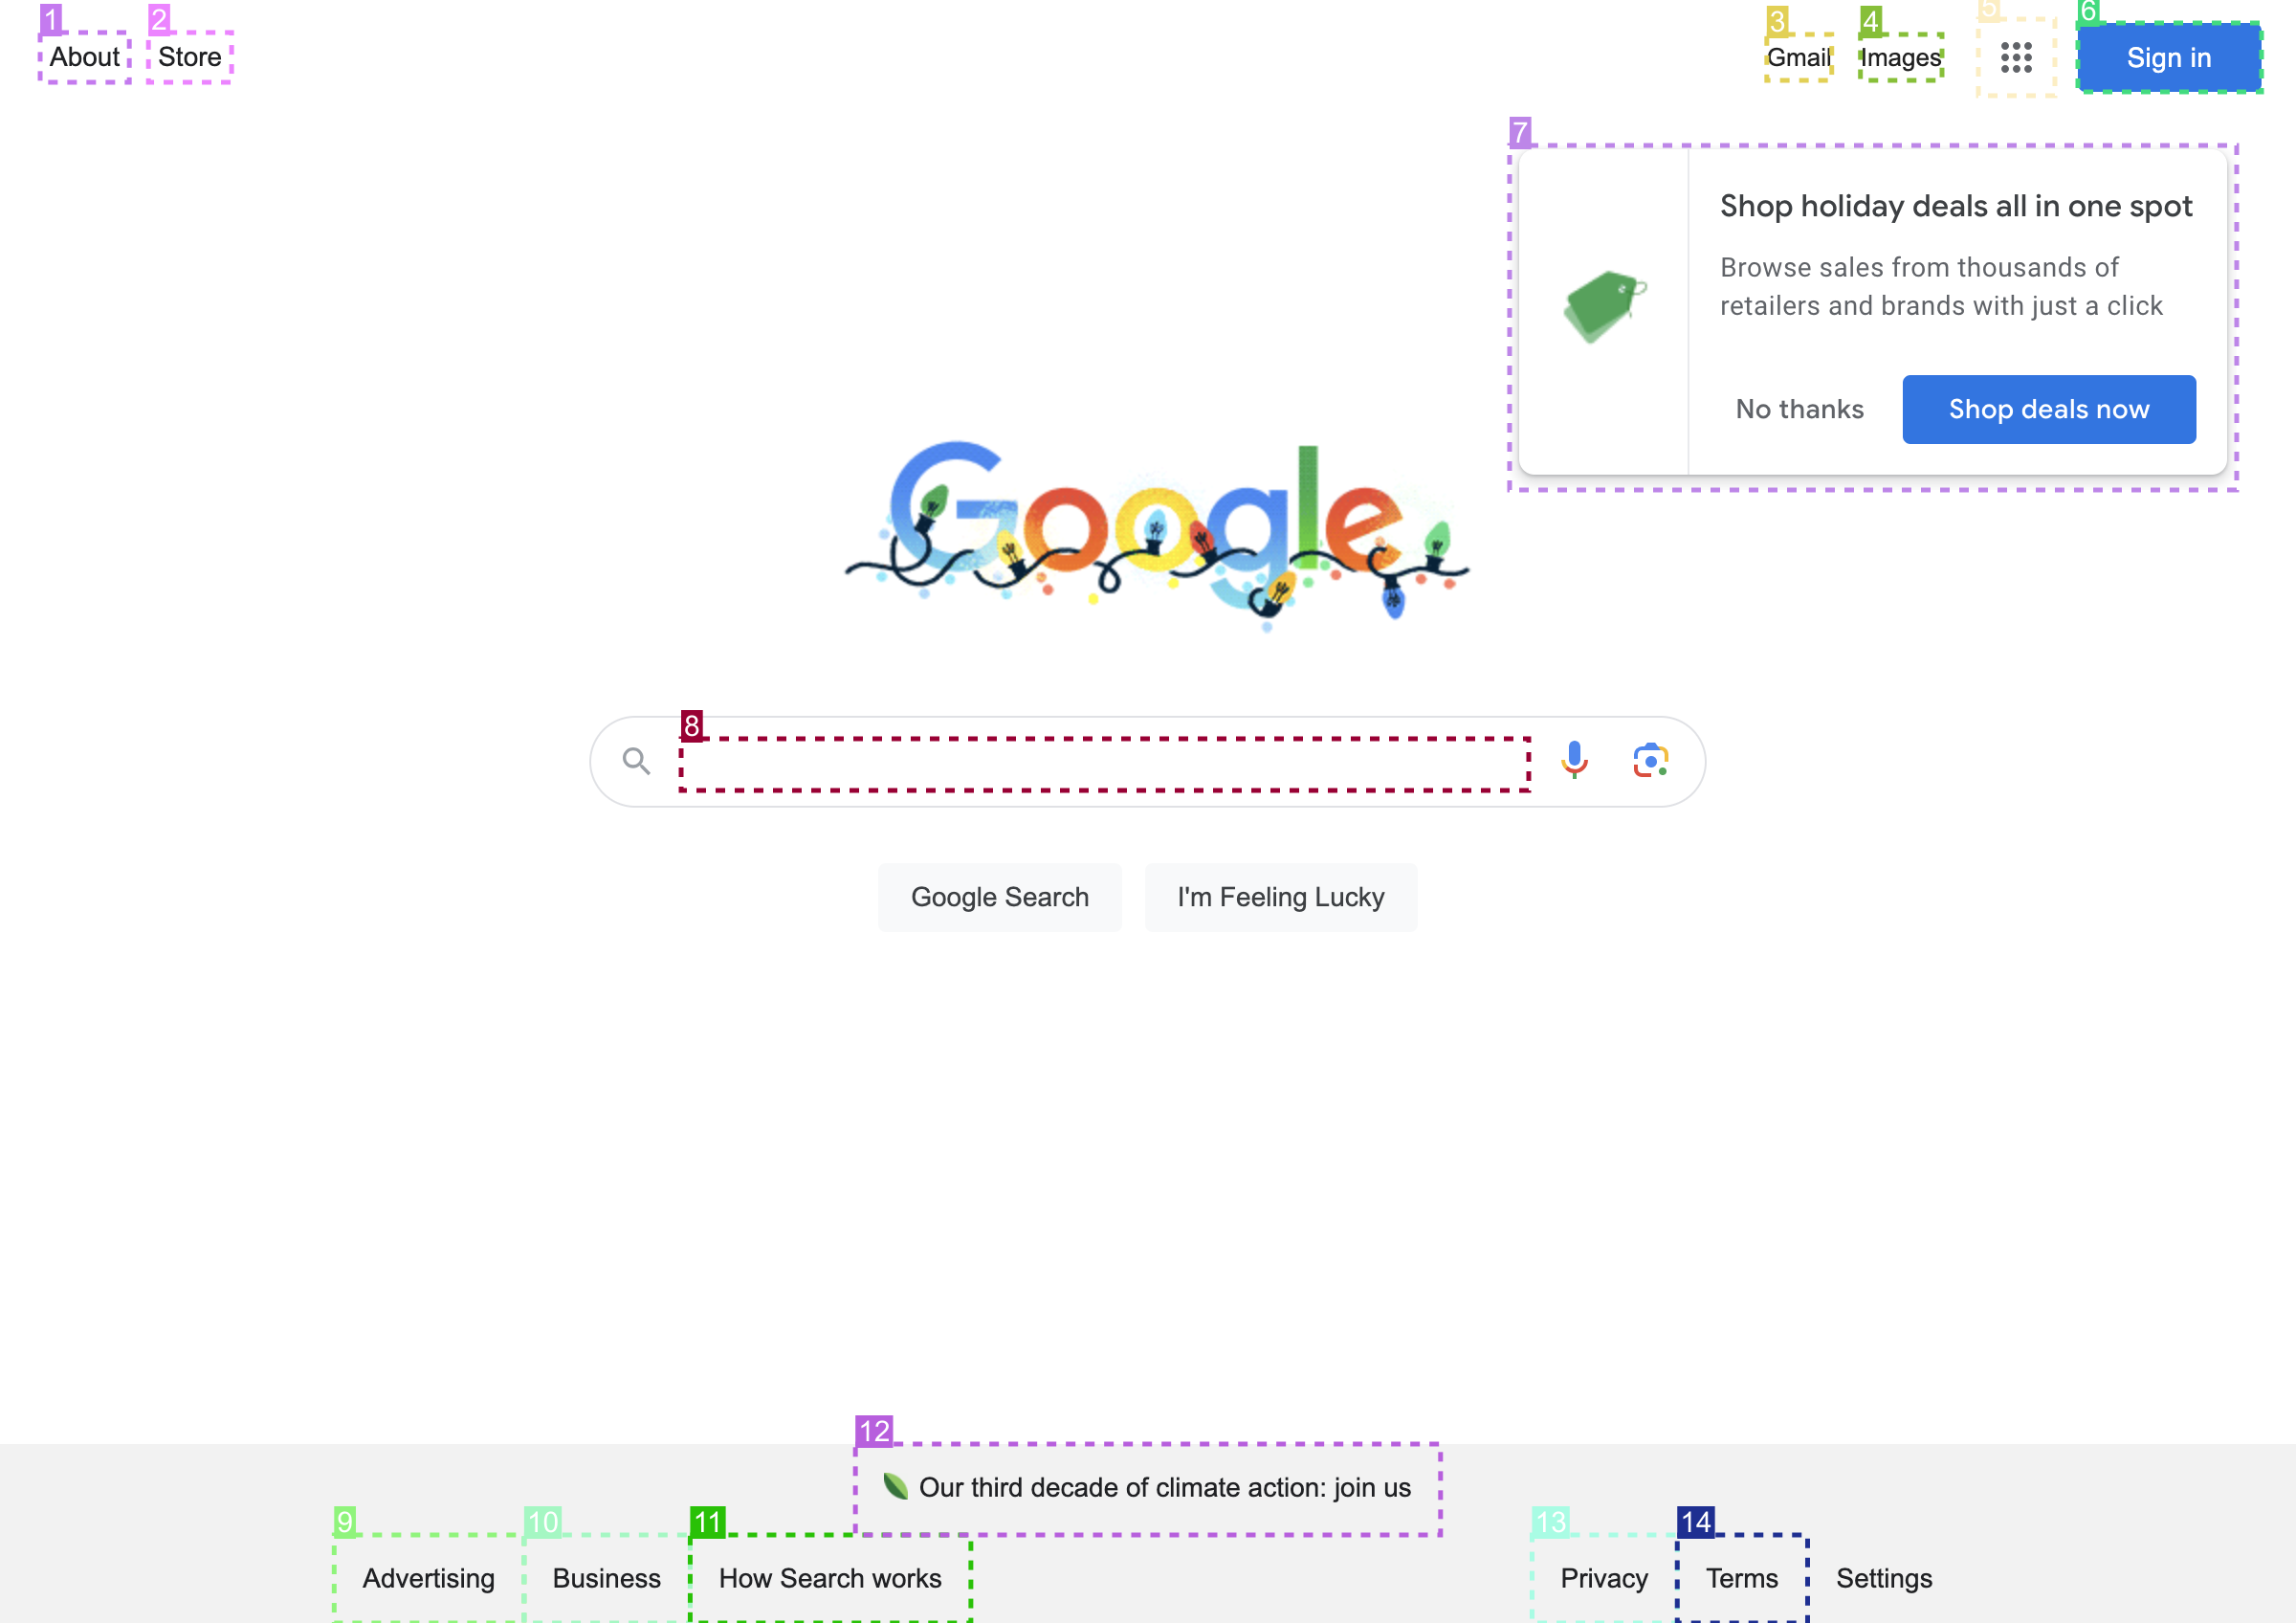 1
2
3
4
5
6
About
Store
Gmail
Images
Sign in
7
Shop holiday deals all in one spot
Browse sales from thousands of
retailers and brands with just a click
No thanks
Shop deals now
Google
8
Google Search
I'm Feeling Lucky
12
Our third decade of climate action: join us
9
10
11
13
14
Advertising
Business
How Search works
Privacy
Terms
Settings